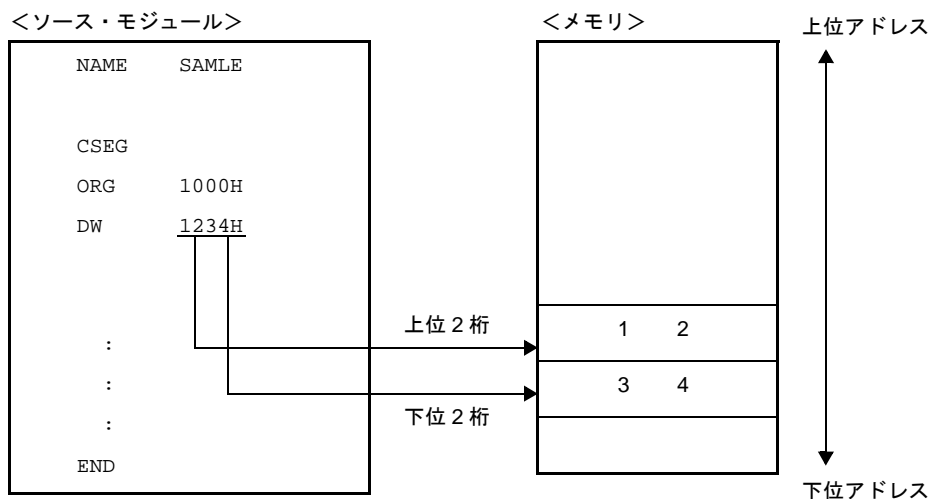 ＜ソース・モジュール＞
NAME SAMLE
CSEG
ORG 1000H
DW 1234H
:
:
:
END
上位 2 桁
下位 2 桁
＜メモリ＞
1 2
3 4
上位アドレス
下位アドレス